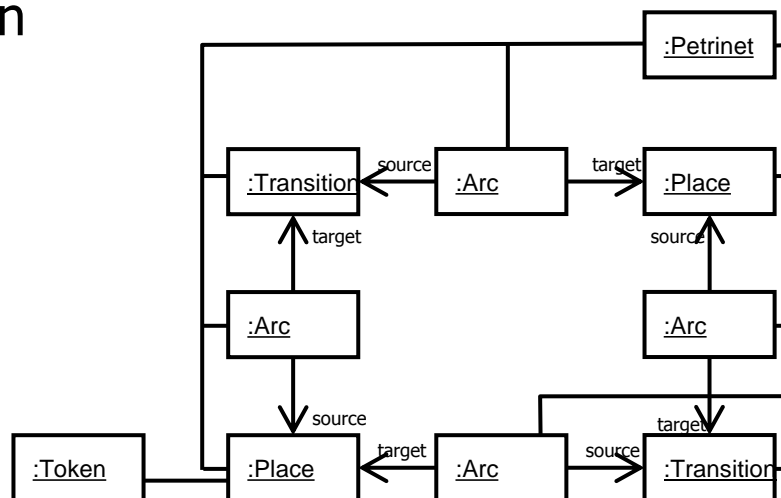 n
:Petrinet
source
target
:Transition
:Arc
:Place
target
source
:Arc
:Arc
source
target
target
source
:Token
:Place
:Arc
:Transition